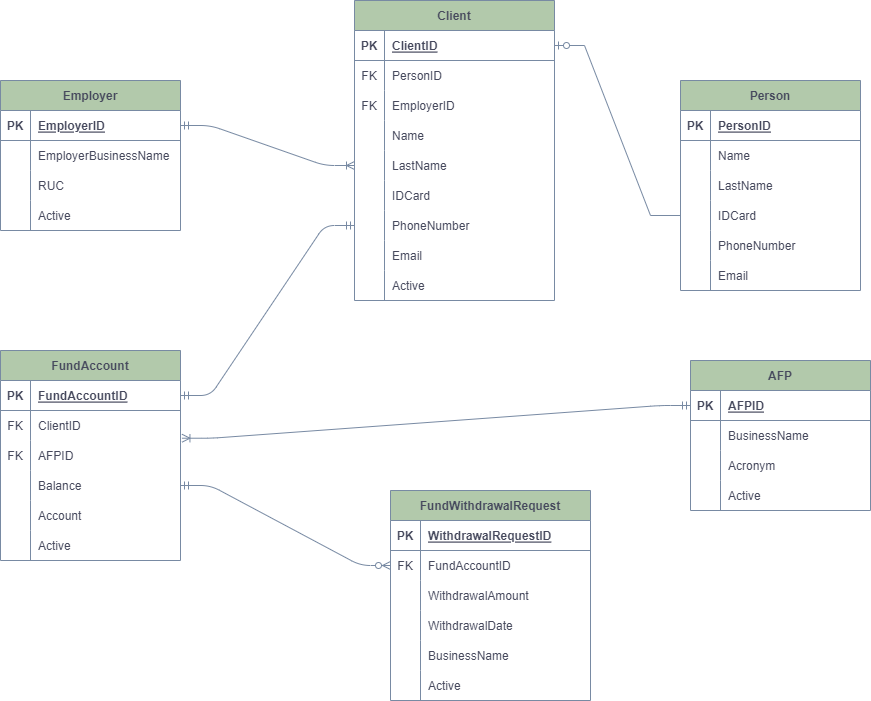 Client
PK ClientID
FK PersonID
FK EmployerID
Name
LastName
IDCard
PhoneNumber
Email
Active
Employer
PK EmployerID
EmployerBusinessName
RUC
Active
Person
PK PersonID
Name
LastName
IDCard
PhoneNumber
Email
FundAccount
PK FundAccountID
FK ClientID
FK AFPID
Balance
Account
Active
AFP
PK AFPID
BusinessName
Acronym
Active
FundWithdrawalRequest
PK WithdrawalRequestID
FK FundAccountID
WithdrawalAmount
WithdrawalDate
BusinessName
Active